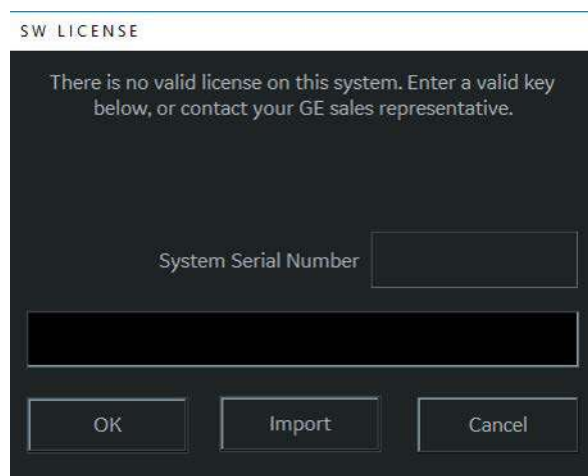 SW LICENSE
There is no valid license on this system. Enter a valid key
below, or contact your GE sales representative.
System Serial Number
OK
Import
Cancel